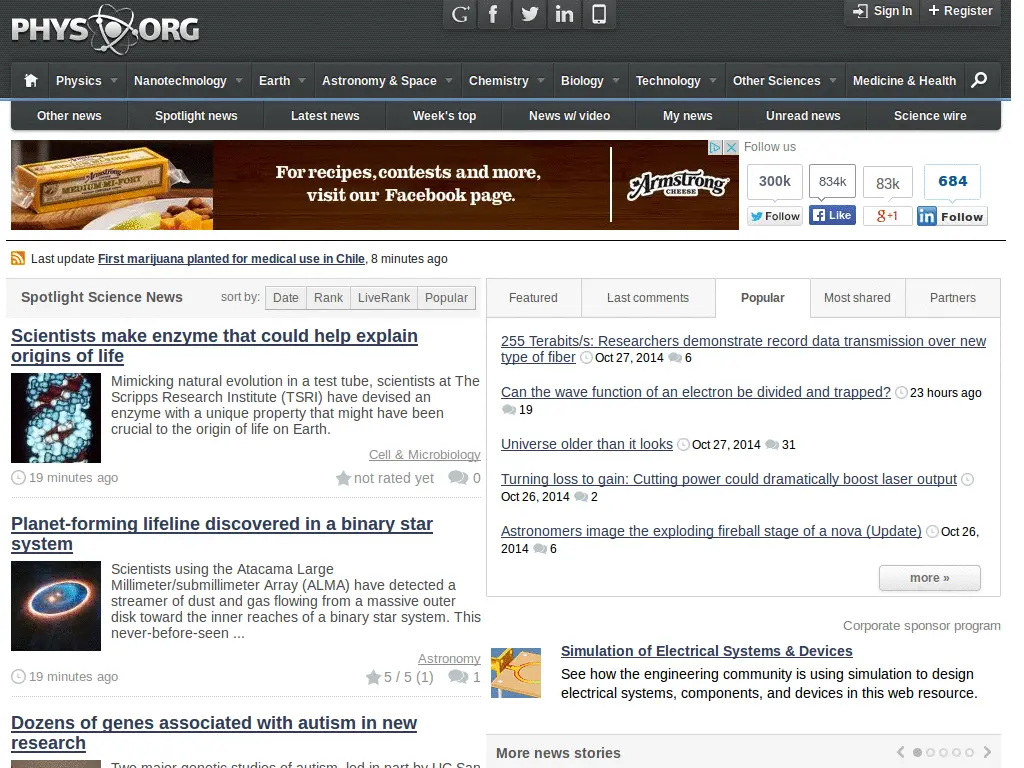 PHYS ORG
Sign In
Register
Physics
Nanotechnology
Earth
Astronomy & Space
Chemistry
Biology
Technology
Other Sciences
Medicine & Health
Other news
Spotlight news
Latest news
Week's top
News w/ video
My news
Unread news
Science wire
Armstrong
MEDIUM MI-FORT
For recipes, contests and more,
visit our Facebook page.
Armstrong
CHEESE
Follow us
300k
834k
83k
684
Follow
Like
g+1
in Follow
Last update First marijuana planted for medical use in Chile, 8 minutes ago
Spotlight Science News
sort by:
Date
Rank
LiveRank
Popular
Scientists make enzyme that could help explain
origins of life
Mimicking natural evolution in a test tube, scientists at The
Scripps Research Institute (TSRI) have devised an
enzyme with a unique property that might have been
crucial to the origin of life on Earth.
Cell & Microbiology
19 minutes ago
not rated yet
0
Planet-forming lifeline discovered in a binary star
system
Scientists using the Atacama Large
Millimeter/submillimeter Array (ALMA) have detected a
streamer of dust and gas flowing from a massive outer
disk toward the inner reaches of a binary star system. This
never-before-seen ...
Astronomy
19 minutes ago
5 / 5 (1)
1
Dozens of genes associated with autism in new
research
Two major genetic studies of autism, led in part by UC San
Featured
Last comments
Popular
Most shared
Partners
255 Terabits/s: Researchers demonstrate record data transmission over new
type of fiber Oct 27, 2014 6
Can the wave function of an electron be divided and trapped? 23 hours ago
19
Universe older than it looks Oct 27, 2014 31
Turning loss to gain: Cutting power could dramatically boost laser output
Oct 26, 2014 2
Astronomers image the exploding fireball stage of a nova (Update) Oct 26,
2014 6
more »
Corporate sponsor program
Simulation of Electrical Systems & Devices
See how the engineering community is using simulation to design
electrical systems, components, and devices in this web resource.
More news stories